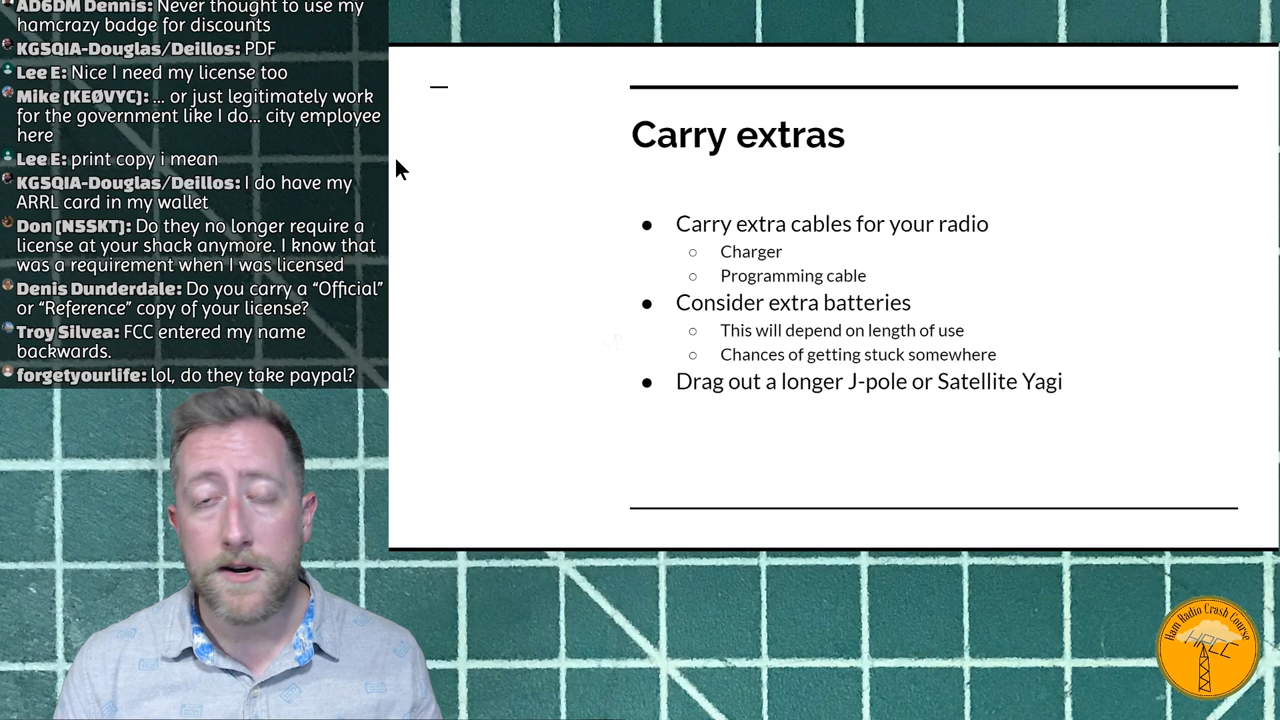 AD6DM Dennis: Never thought to use my
hamcrazy badge for discounts
KG5QIA-Douglas/Deillos: PDF
Lee E: Nice I need my license too
Mike [KEØVYC]: ... or just legitimately work
for the government like I do... city employee
here
Lee E: print copy i mean
KG5QIA-Douglas/Deillos: I do have my
ARRL card in my wallet
Don [N5SKT]: Do they no longer require a
license at your shack anymore. I know that
was a requirement when I was licensed
Denis Dunderdale: Do you carry a “Official”
or “Reference” copy of your license?
Troy Silvea: FCC entered my name
backwards.
forgetyourlife: lol, do they take paypal?
Carry extras
● Carry extra cables for your radio
○ Charger
○ Programming cable
● Consider extra batteries
○ This will depend on length of use
○ Chances of getting stuck somewhere
● Drag out a longer J-pole or Satellite Yagi
Ham Radio Crash Course
HRCC